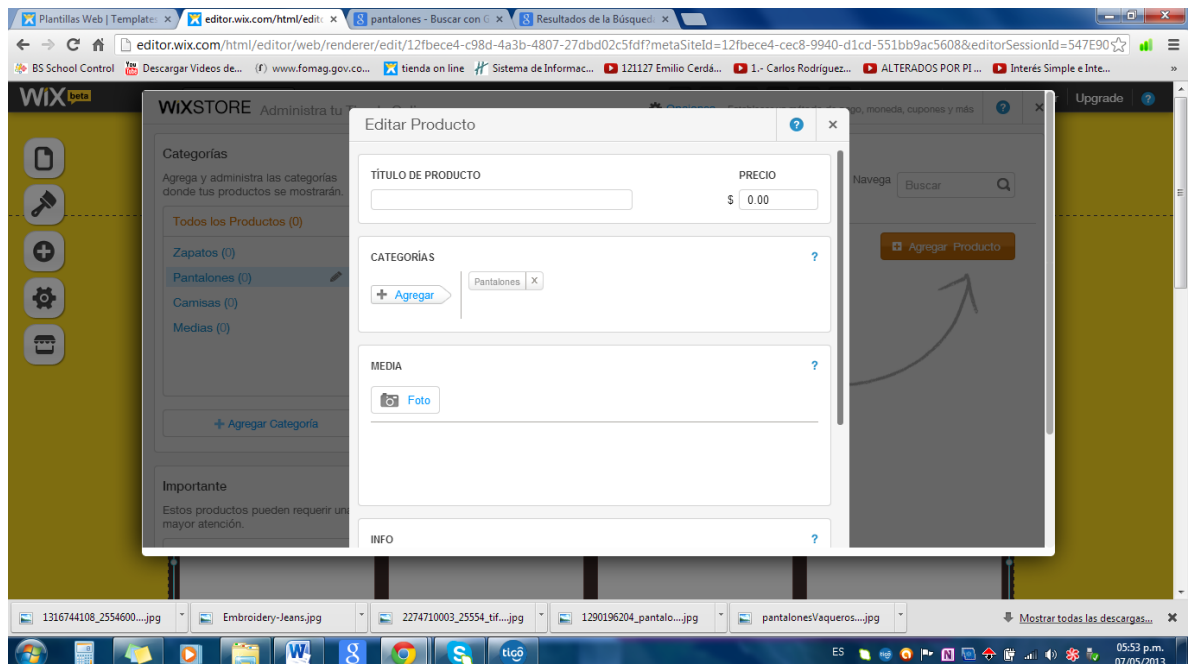 Plantillas Web | Template
editor.wix.com/html/edito
pantalones - Buscar con G
Resultados de la Búsqued
editor.wix.com/html/editor/web/renderer/edit/12fbece4-c98d-4a3b-4807-27dbd02c5fdf?metaSiteId=12fbece4-cec8-9940-d1cd-551bb9ac5608&editorSessionId=547E90
BS School Control
Descargar Videos de...
www.fomag.gov.co...
tienda on line
Sistema de Informac...
121127 Emilio Cerdá...
1.- Carlos Rodríguez...
ALTERADOS POR PI ...
Interés Simple e Inte...
WiX beta
Upgrade
WiXSTORE Administra tu
Opciones
go, moneda, cupones y más
Editar Producto
Categorías
Agrega y administra las categorías
donde tus productos se mostrarán.
Todos los Productos (0)
Zapatos (0)
Pantalones (0)
Camisas (0)
Medias (0)
+ Agregar Categoría
Importante
Estos productos pueden requerir una
mayor atención.
TÍTULO DE PRODUCTO
PRECIO
$ 0.00
CATEGORÍAS
?
+ Agregar
Pantalones X
MEDIA
?
Foto
INFO
?
Navega
Buscar
Agregar Producto
1316744108_2554600....jpg
Embroidery-Jeans.jpg
2274710003_25554_tif....jpg
1290196204_pantalo....jpg
pantalonesVaqueros....jpg
Mostrar todas las descargas...
tigo
ES
05:53 p.m.
07/05/2013